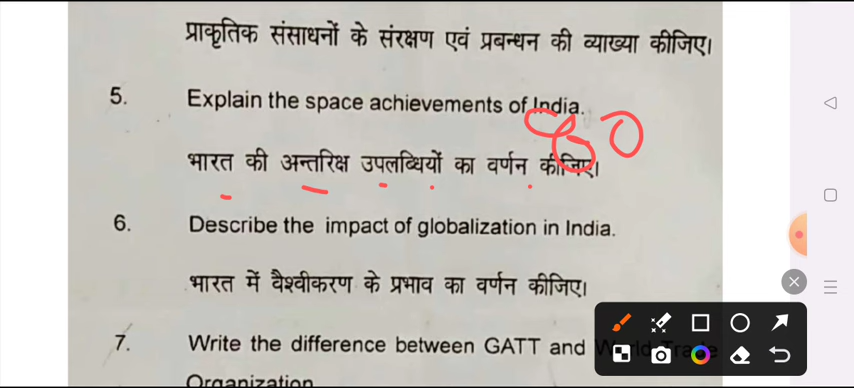 प्राकृतिक संसाधनों के संरक्षण एवं प्रबन्धन की व्याख्या कीजिए।
5. Explain the space achievements of India.
भारत की अन्तरिक्ष उपलब्धियों का वर्णन कीजिए।
6. Describe the impact of globalization in India.
भारत में वैश्वीकरण के प्रभाव का वर्णन कीजिए।
7. Write the difference between GATT and World Trade
Organization